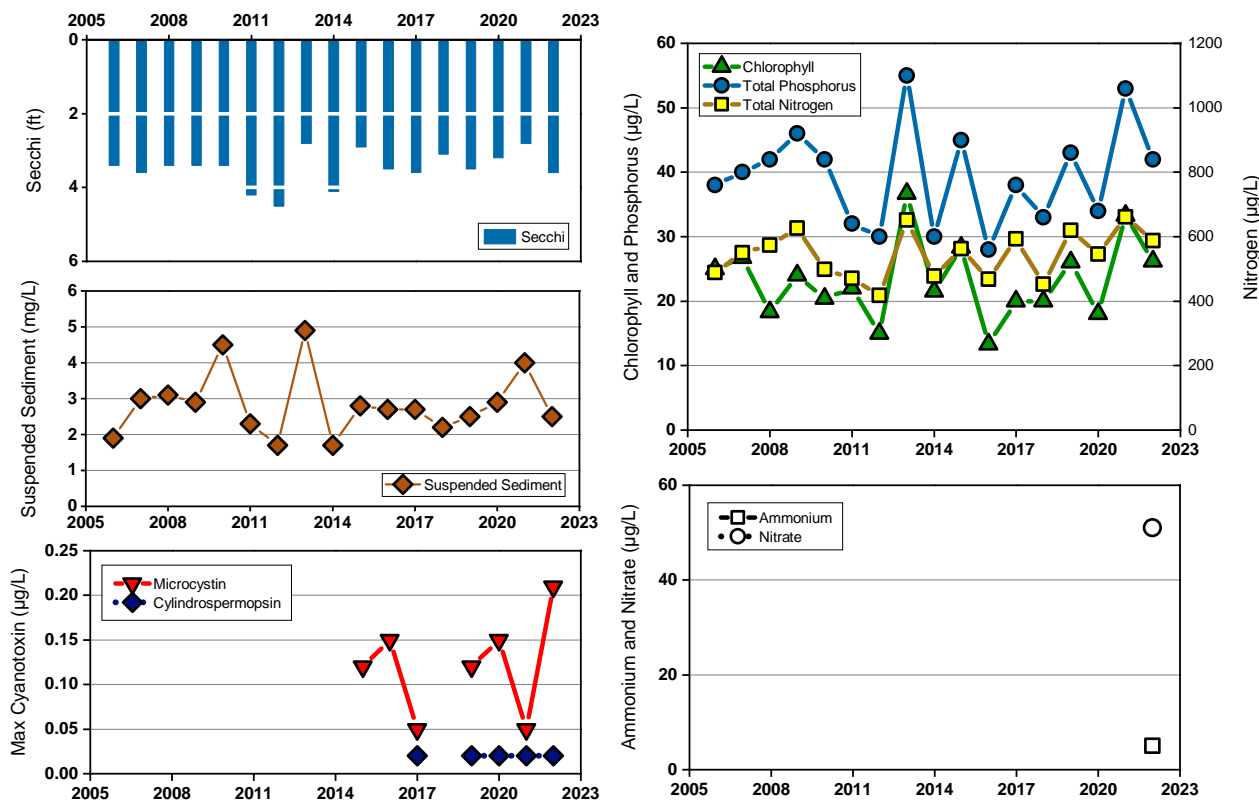 2005 2008 2011 2014 2017 2020 2023
0
2
4
6
Secchi (ft)
Secchi
6
5
4
3
2
1
0
Suspended Sediment (mg/L)
Suspended Sediment
2005 2008 2011 2014 2017 2020 2023
0.25
0.20
0.15
0.10
0.05
0.00
Max Cyanotoxin (µg/L)
Microcystin
Cylindrospermopsin
2005 2008 2011 2014 2017 2020 2023
60
50
40
30
20
10
0
Chlorophyll and Phosphorus (µg/L)
Chlorophyll
Total Phosphorus
Total Nitrogen
1200
1000
800
600
400
200
0
Nitrogen (µg/L)
2005 2008 2011 2014 2017 2020 2023
60
40
20
0
Ammonium and Nitrate (µg/L)
Ammonium
Nitrate
2005 2008 2011 2014 2017 2020 2023